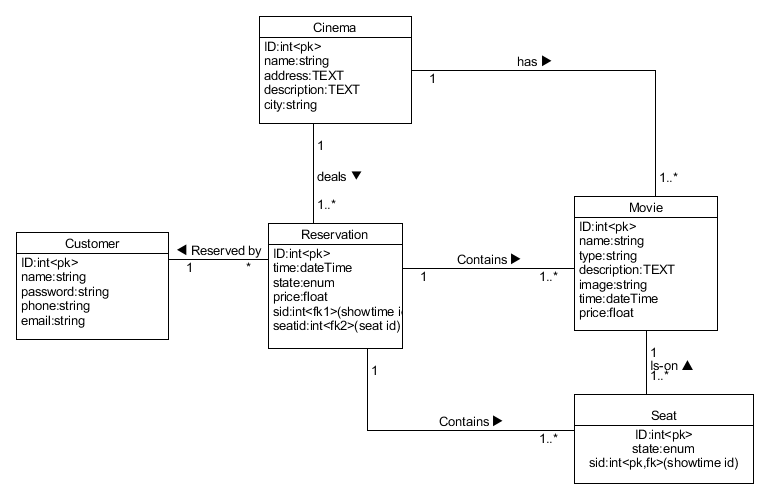 Cinema
ID:int<pk>
name:string
address:TEXT
description:TEXT
city:string
has ▶
1
1..*
1
deals ▼
1..*
Customer
ID:int<pk>
name:string
password:string
phone:string
email:string
◀ Reserved by
1
*
Reservation
ID:int<pk>
time:dateTime
state:enum
price:float
sid:int<fk1>(showtime i
seatid:int<fk2>(seat id)
Contains ▶
1
1..*
Movie
ID:int<pk>
name:string
type:string
description:TEXT
image:string
time:dateTime
price:float
1
Is-on ▲
1..*
1
Contains ▶
1..*
Seat
ID:int<pk>
state:enum
sid:int<pk,fk>(showtime id)